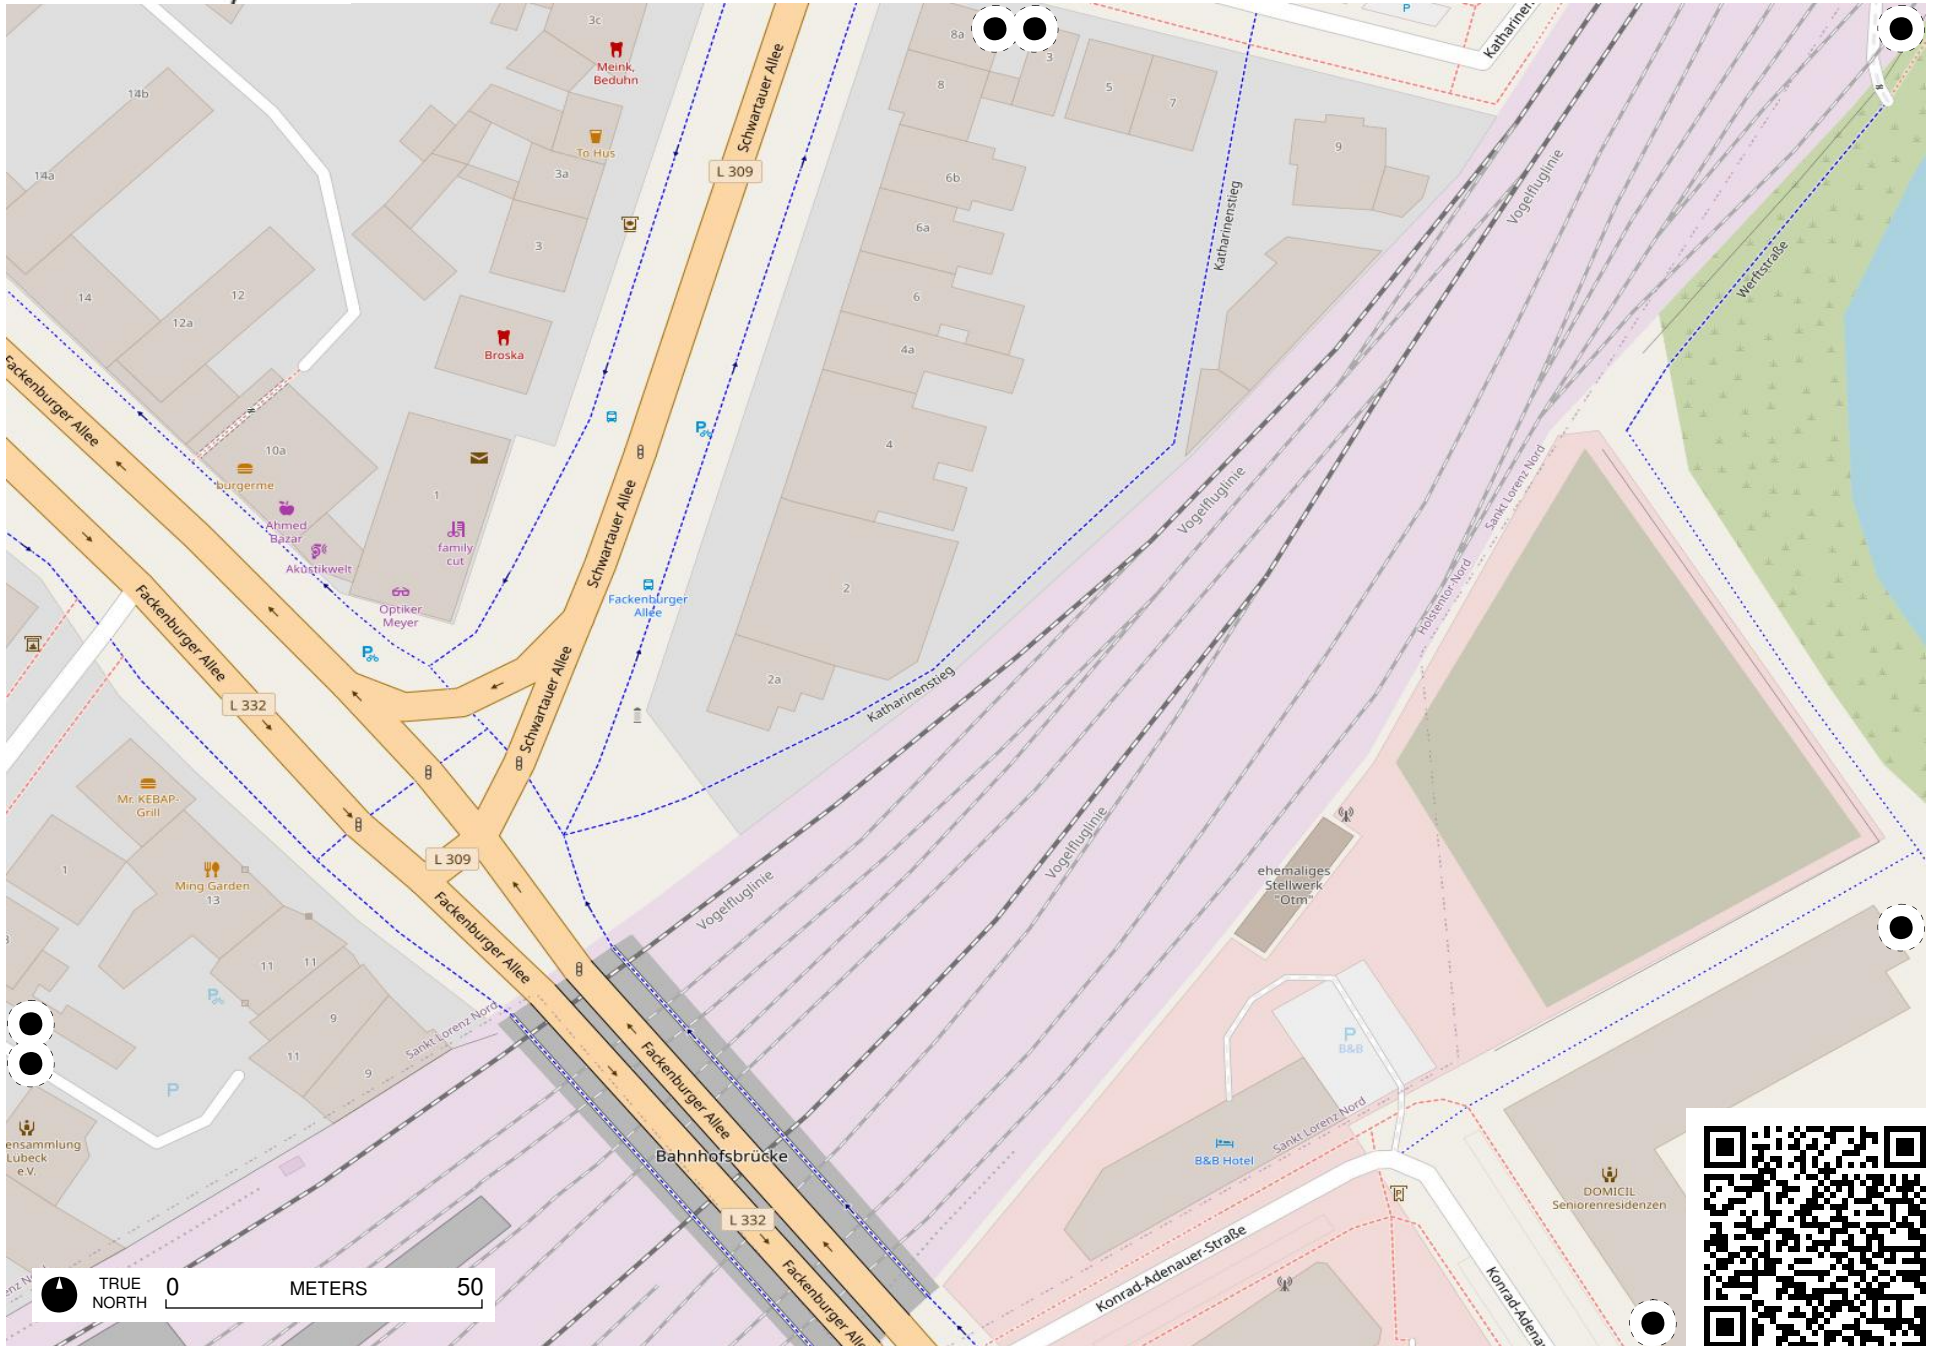 3c
Meink,
Beduhn
Schwartauer Allee
8a
3
P
Katharinen
14b
8
5
7
To Hus
9
L 309
14a
3a
6b
Vogelfluglinie
3
6a
Katharinenstieg
Werftstraße
14
12
12a
6
Broska
4a
Fackenburger Allee
P
10a
4
burgerme
1
Vogelfluglinie
Sankt Lorenz Nord
Ahmed
Bazar
family
cut
Schwartauer Allee
Akustikwelt
Optiker
Meyer
Fackenburger
Allee
2
Holstentor-Nord
Fackenburger Allee
P
2a
Katharinenstieg
L 332
Schwartauer Allee
Mr. KEBAP-
Grill
L 309
Vogelfluglinie
1
Ming Garden
13
Vogelfluglinie
ehemaliges
Stellwerk
"Otm"
Fackenburger Allee
11
11
P
9
Sankt Lorenz Nord
11
9
P
P
B&B
Fackenburger Allee
ensammlung
Lübeck
e.V.
Bahnhofsbrücke
Sankt Lorenz Nord
B&B Hotel
DOMICIL
Seniorenresidenzen
L 332
Konrad-Adenauer-Straße
Fackenburger Alle
Konrad-Adena
TRUE
NORTH
0 METERS 50